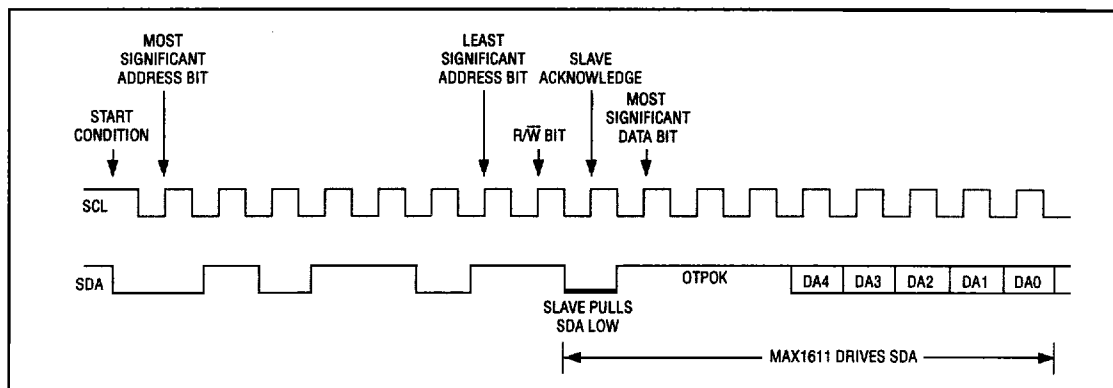 MOST
SIGNIFICANT
ADDRESS BIT
LEAST
SIGNIFICANT
ADDRESS BIT
SLAVE
ACKNOWLEDGE
MOST
SIGNIFICANT
DATA BIT
START
CONDITION
R/W̅ BIT
SCL
SDA
OTPOK
DA4 DA3 DA2 DA1 DA0
SLAVE PULLS
SDA LOW
MAX1611 DRIVES SDA